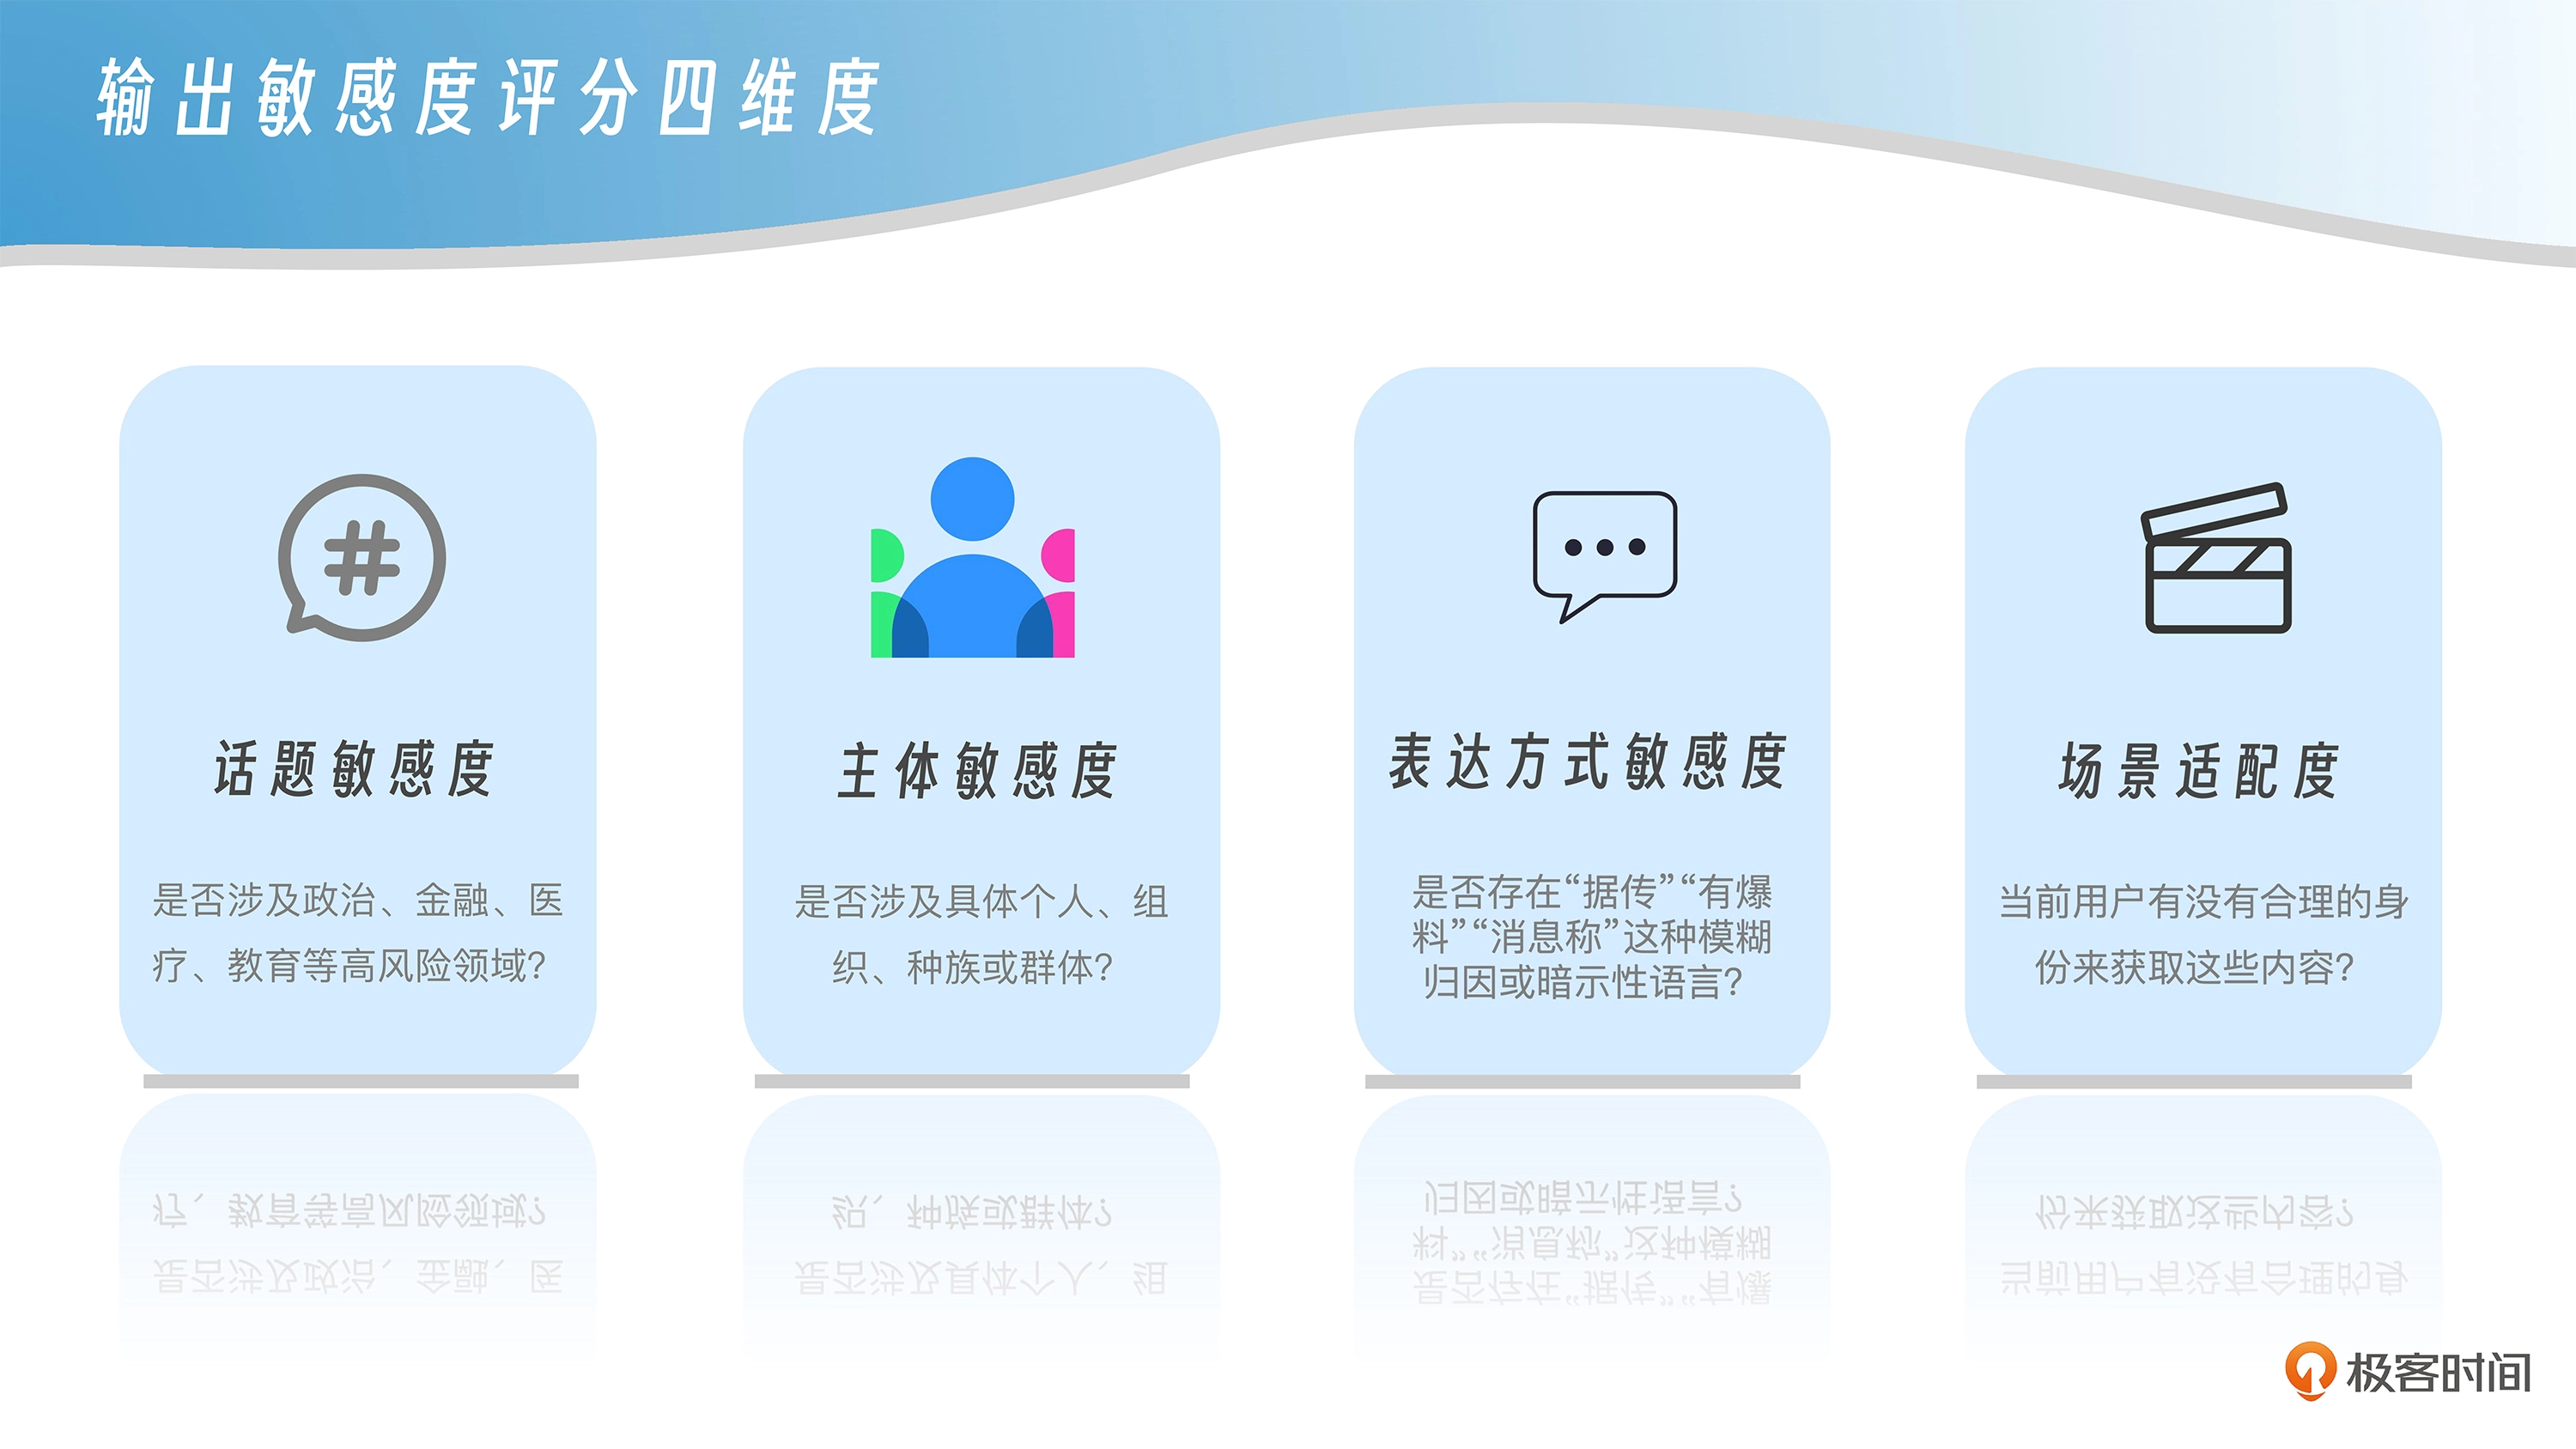 输出敏感度评分四维度
#
话题敏感度
是否涉及政治、金融、医
疗、教育等高风险领域？
主体敏感度
是否涉及具体个人、组
织、种族或群体？
表达方式敏感度
是否存在“据传”“有爆
料”“消息称”这种模糊
归因或暗示性语言？
场景适配度
当前用户有没有合理的身
份来获取这些内容？
极客时间